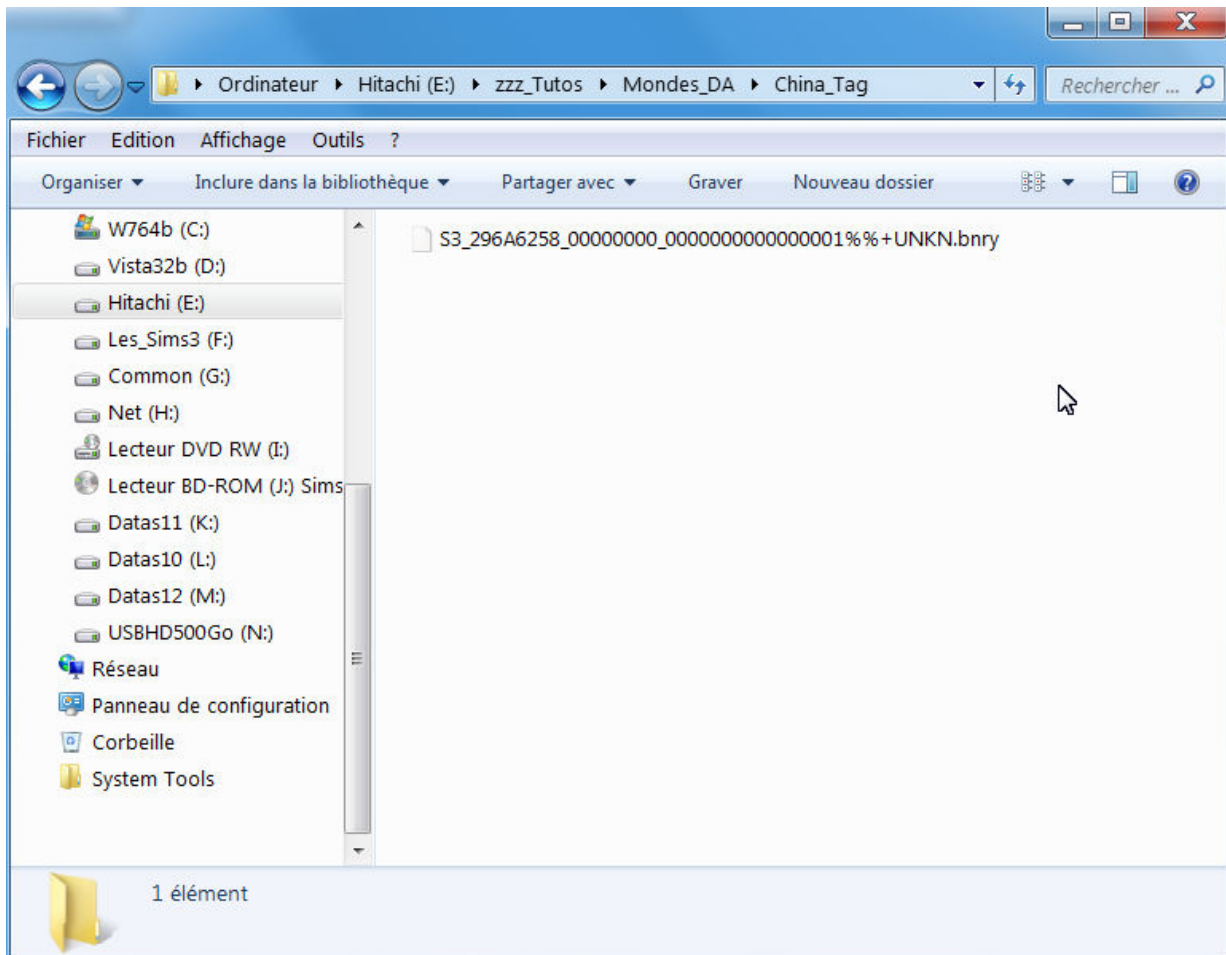 Ordinateur Hitachi (E:) zzz_Tutos Mondes_DA China_Tag Rechercher ...
Fichier Edition Affichage Outils ?
Organiser Inclure dans la bibliothèque Partager avec Graver Nouveau dossier
W764b (C:)
Vista32b (D:)
Hitachi (E:)
Les_Sims3 (F:)
Common (G:)
Net (H:)
Lecteur DVD RW (I:)
Lecteur BD-ROM (J:) Sims
Datas11 (K:)
Datas10 (L:)
Datas12 (M:)
USBHD500Go (N:)
Réseau
Panneau de configuration
Corbeille
System Tools
S3_296A6258_00000000_0000000000000001%%+UNKN.bnry
1 élément